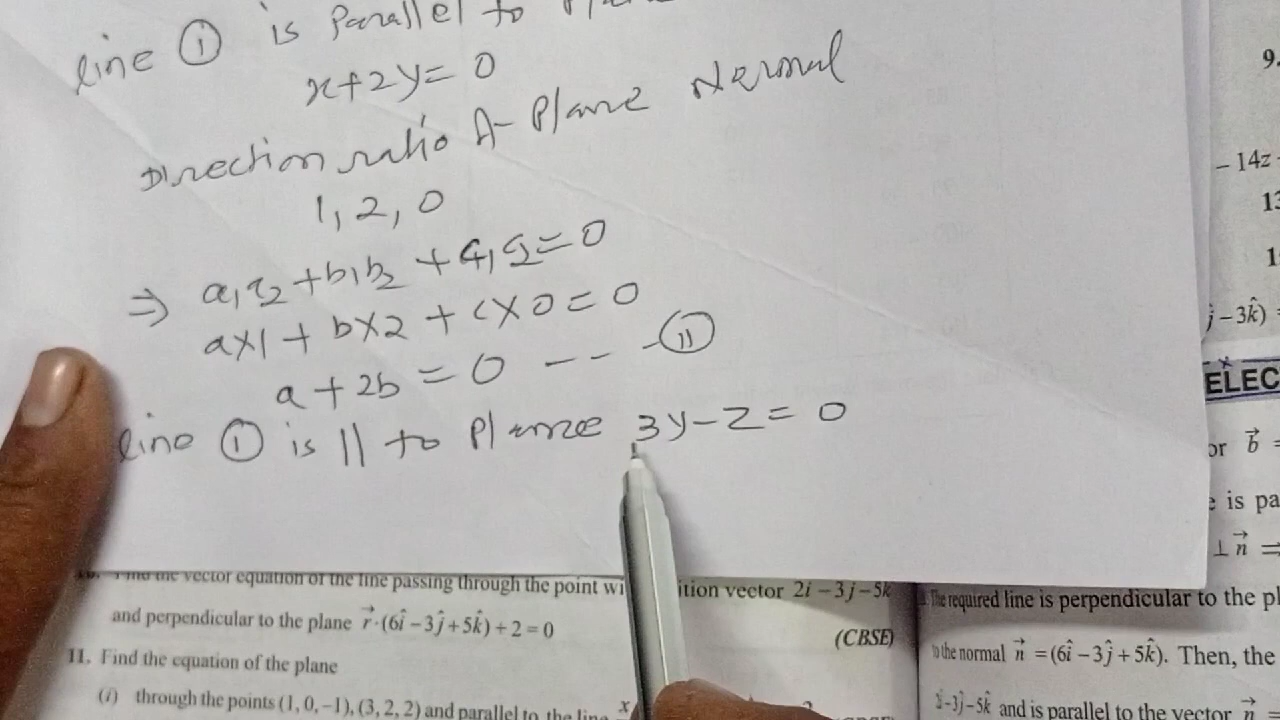 line ① is Parallel to
x+2y= 0
Direction ratio of Plane Normal
1, 2, 0
⇒ a₁a₂+b₁b₂ +c₁c₂=0
a×1 + b×2 + c×0 = 0
a + 2b = 0 -- - ⑪
line ① is || to Plane 3y-z= 0
the vector equation of the line passing through the point wi ition vector 2i − 3j − 5k
and perpendicular to the plane r⃗·(6î − 3ĵ + 5k̂) + 2 = 0
(CBSE)
11. Find the equation of the plane
(i) through the points (1, 0, −1), (3, 2, 2) and parallel to the line
9.
− 14z
1
j − 3k̂) =
ELEC
or b⃗ =
is pa
⊥ n⃗ =
The required line is perpendicular to the pl
to the normal n⃗ = (6î − 3ĵ + 5k̂). Then, the
2î−3ĵ−5k̂ and is parallel to the vector n⃗ =